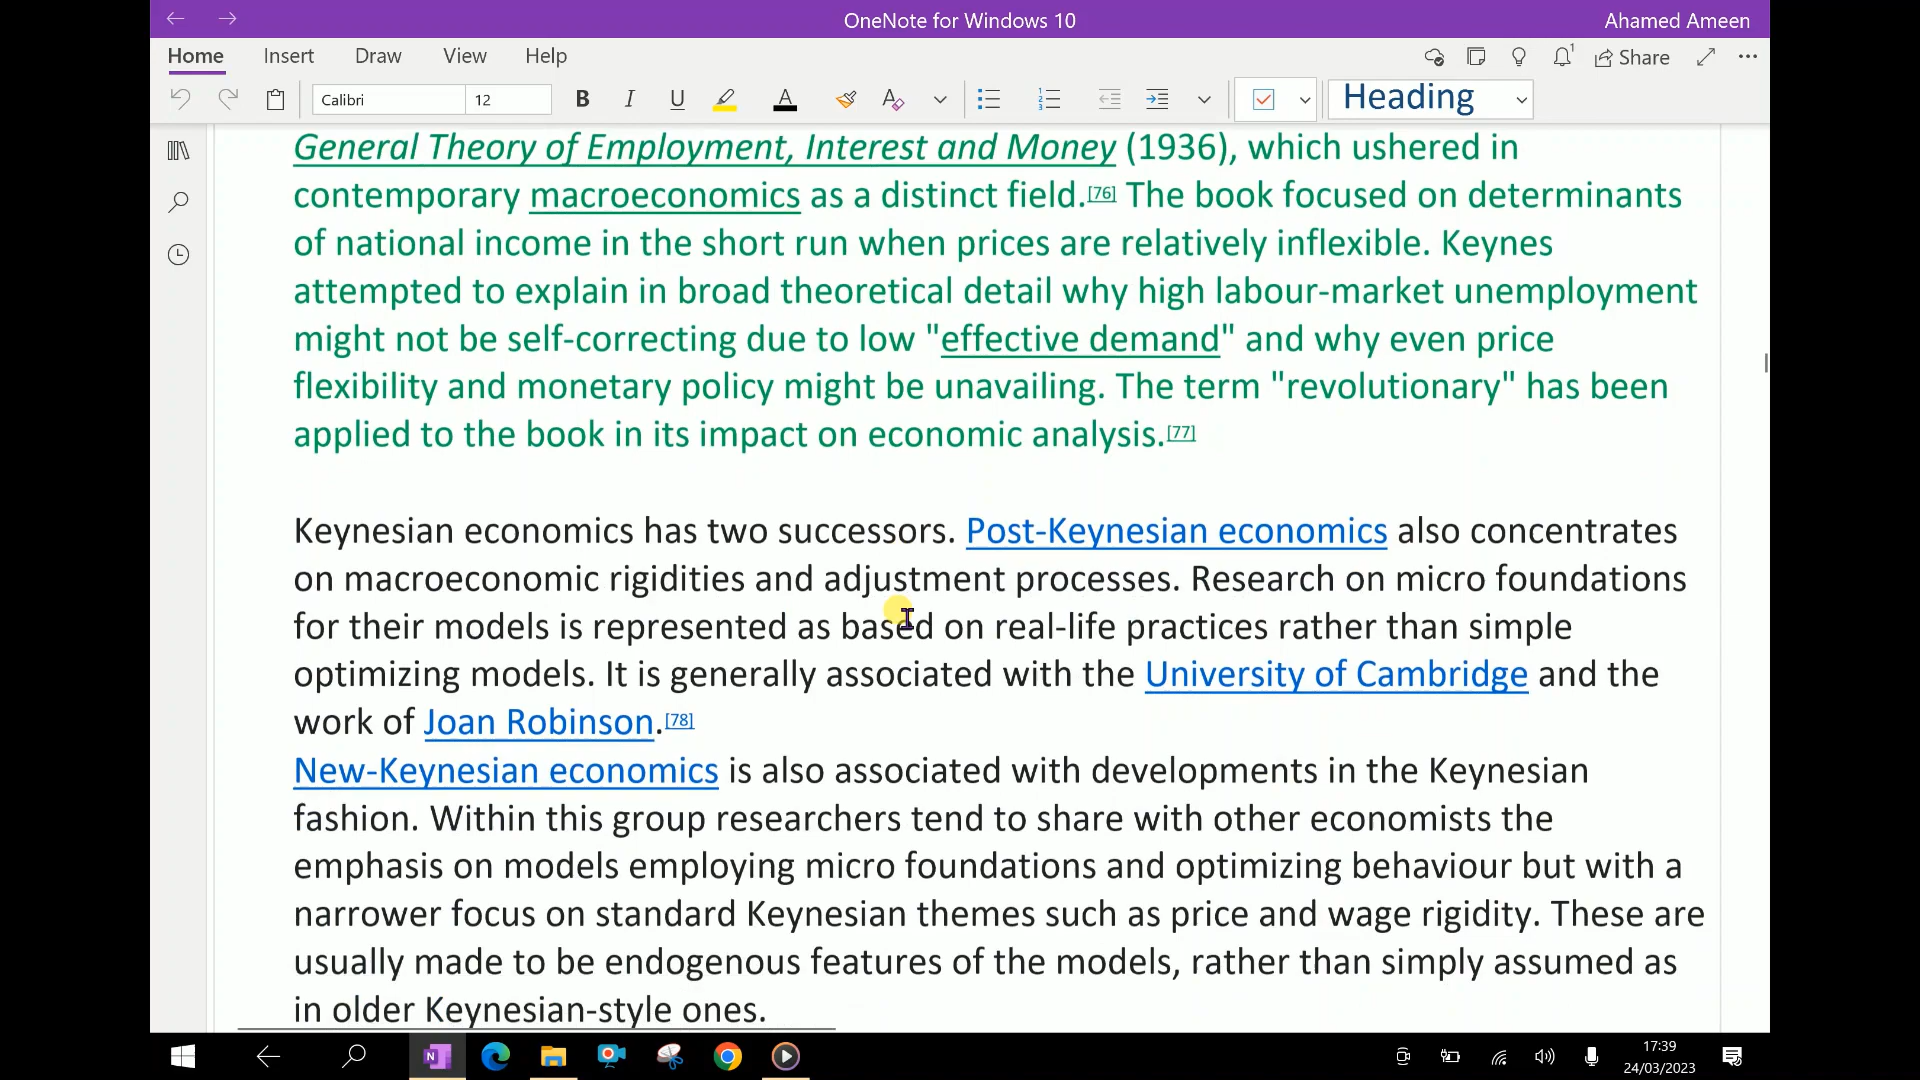 OneNote for Windows 10
Ahamed Ameen
Home Insert Draw View Help
1
Share
Calibri 12 B I U A A Heading
General Theory of Employment, Interest and Money (1936), which ushered in
contemporary macroeconomics as a distinct field.[76] The book focused on determinants
of national income in the short run when prices are relatively inflexible. Keynes
attempted to explain in broad theoretical detail why high labour-market unemployment
might not be self-correcting due to low "effective demand" and why even price
flexibility and monetary policy might be unavailing. The term "revolutionary" has been
applied to the book in its impact on economic analysis.[77]
Keynesian economics has two successors. Post-Keynesian economics also concentrates
on macroeconomic rigidities and adjustment processes. Research on micro foundations
for their models is represented as based on real-life practices rather than simple
optimizing models. It is generally associated with the University of Cambridge and the
work of Joan Robinson.[78]
New-Keynesian economics is also associated with developments in the Keynesian
fashion. Within this group researchers tend to share with other economists the
emphasis on models employing micro foundations and optimizing behaviour but with a
narrower focus on standard Keynesian themes such as price and wage rigidity. These are
usually made to be endogenous features of the models, rather than simply assumed as
in older Keynesian-style ones.
N
17:39
24/03/2023